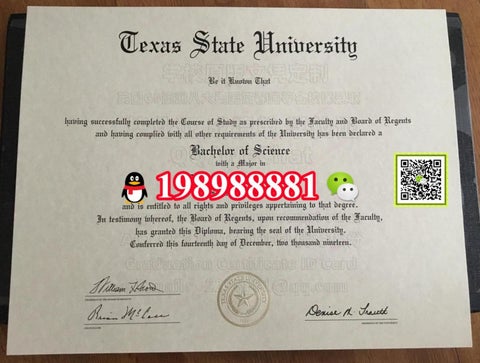 Texas State University
Be it Known That
having successfully completed the Course of Study as prescribed by the Faculty and Board of Regents
and having complied with all other requirements of the University has been declared a
Bachelor of Science
with a Major in
198988881
and is entitled to all rights and privileges appertaining to that degree.
In testimony whereof, the Board of Regents, upon recommendation of the Faculty,
has granted this Diploma, bearing the seal of the University.
Conferred this fourteenth day of December, two thousand nineteen.